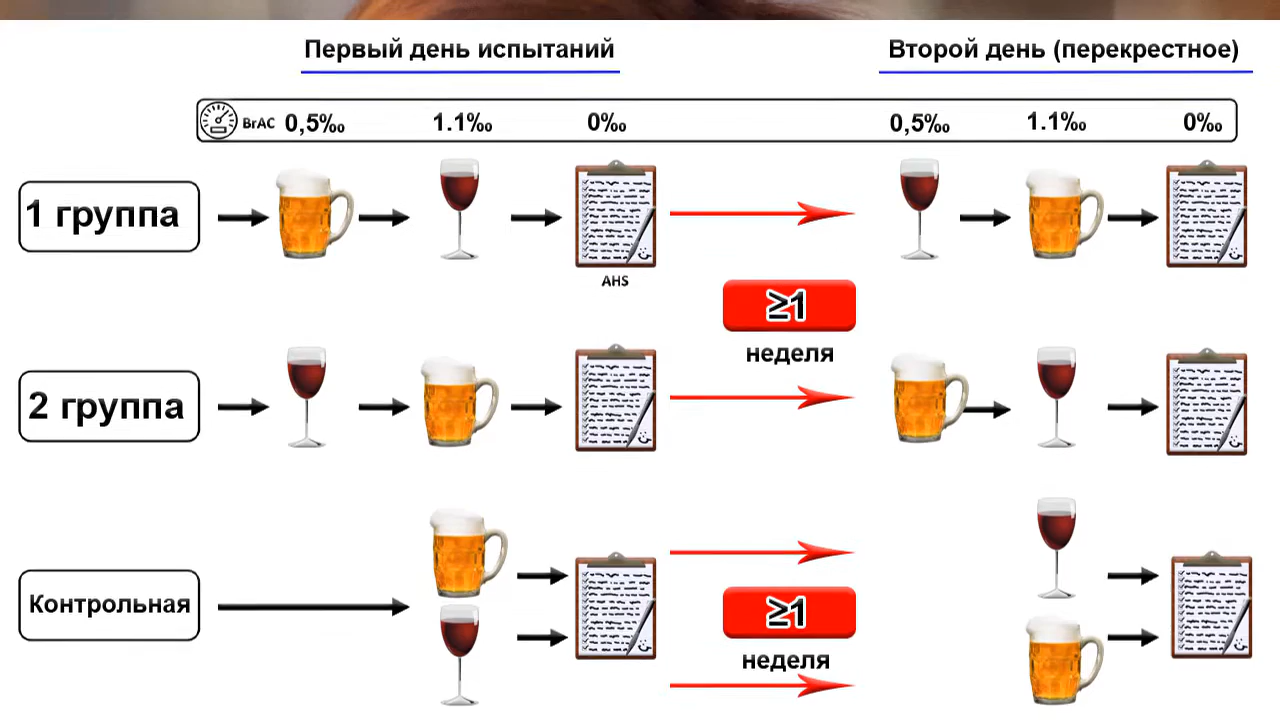 Первый день испытаний
Второй день (перекрестное)
BrAC 0,5‰ 1.1‰ 0‰ 0,5‰ 1.1‰ 0‰
1 группа
AHS
≥1
неделя
2 группа
Контрольная
≥1
неделя